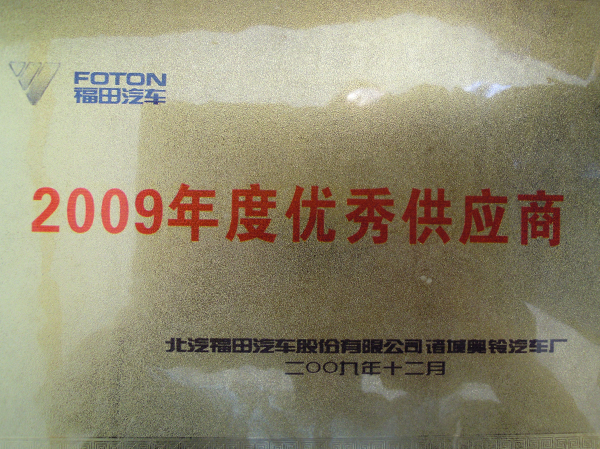 FOTON
福田汽车
2009年度优秀供应商
北汽福田汽车股份有限公司诸城奥铃汽车厂
二〇〇九年十二月